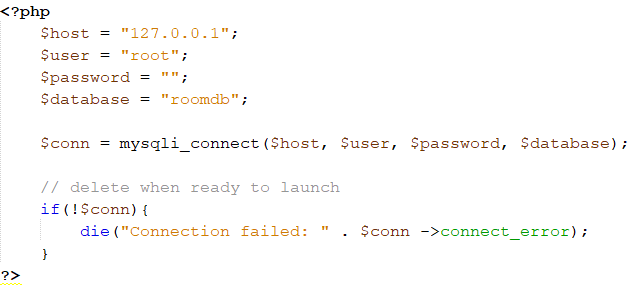 <?php
$host = "127.0.0.1";
$user = "root";
$password = "";
$database = "roomdb";
$conn = mysqli_connect($host, $user, $password, $database);
// delete when ready to launch
if(!$conn){
die("Connection failed: " . $conn ->connect_error);
}
?>